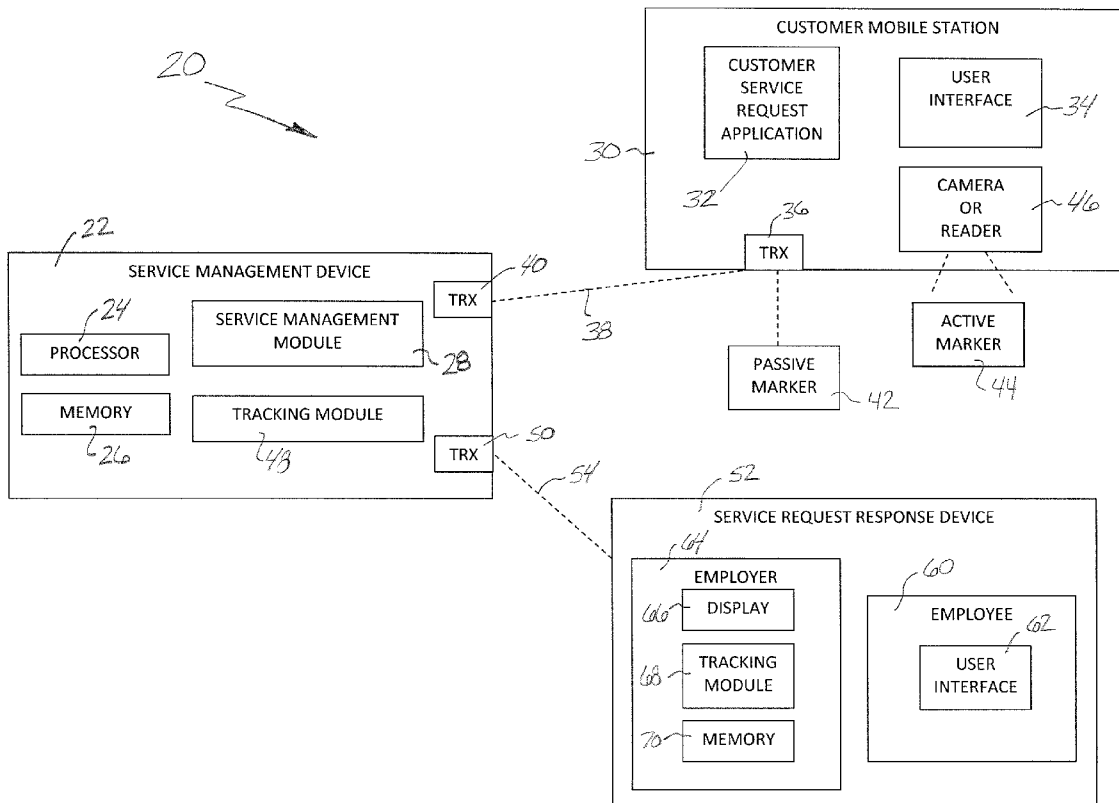 20
CUSTOMER MOBILE STATION
CUSTOMER
SERVICE
REQUEST
APPLICATION
32
USER
INTERFACE
34
30
CAMERA
OR
READER
46
36
TRX
22
SERVICE MANAGEMENT DEVICE
40
TRX
38
24
PROCESSOR
SERVICE MANAGEMENT
MODULE
28
PASSIVE
MARKER
42
ACTIVE
MARKER
44
MEMORY
26
TRACKING MODULE
48
50
TRX
54
52
SERVICE REQUEST RESPONSE DEVICE
64
EMPLOYER
66
DISPLAY
68
TRACKING
MODULE
70
MEMORY
60
EMPLOYEE
62
USER
INTERFACE